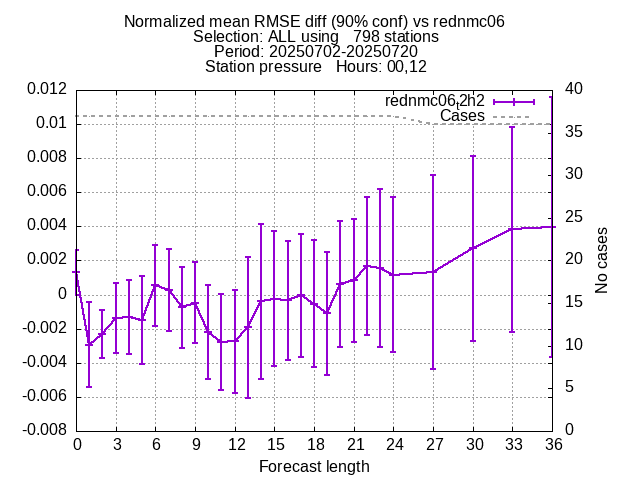 Normalized mean RMSE diff (90% conf) vs rednmc06
Selection: ALL using   798 stations
Period: 20250702-20250720
Station pressure   Hours: 00,12
rednmc06t2h2
Cases
0.012
0.01
0.008
0.006
0.004
0.002
0
-0.002
-0.004
-0.006
-0.008
40
35
30
25
20
15
10
5
0
No cases
0 3 6 9 12 15 18 21 24 27 30 33 36
Forecast length